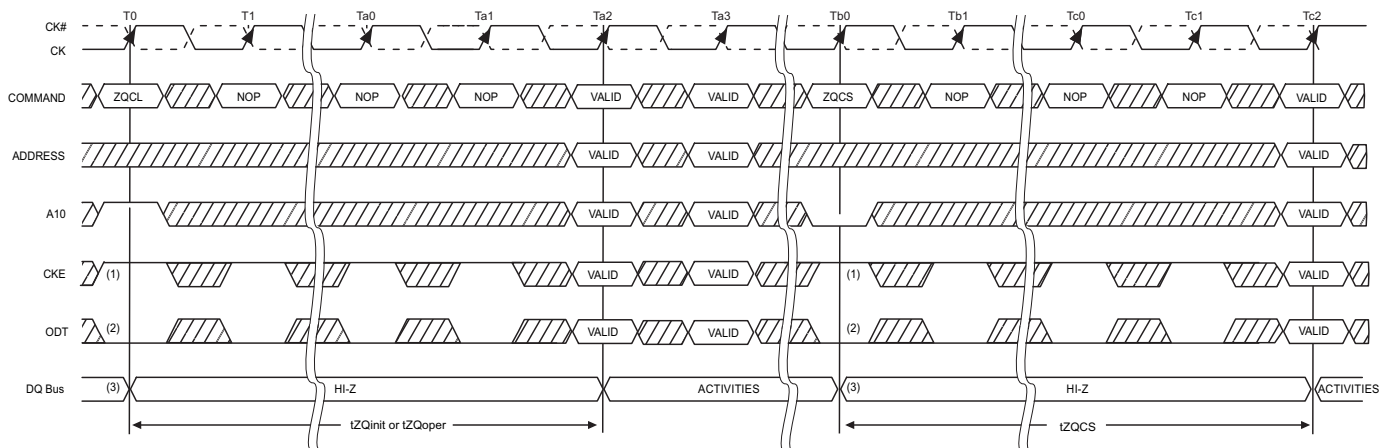 T0 T1 Ta0 Ta1 Ta2 Ta3 Tb0 Tb1 Tc0 Tc1 Tc2
CK#
CK
COMMAND ZQCL NOP NOP NOP VALID VALID ZQCS NOP NOP NOP VALID
ADDRESS VALID VALID VALID
A10 VALID VALID VALID
CKE (1) VALID VALID (1) VALID
ODT (2) VALID VALID (2) VALID
DQ Bus (3) HI-Z ACTIVITIES (3) HI-Z ACTIVITIES
tZQinit or tZQoper tZQCS